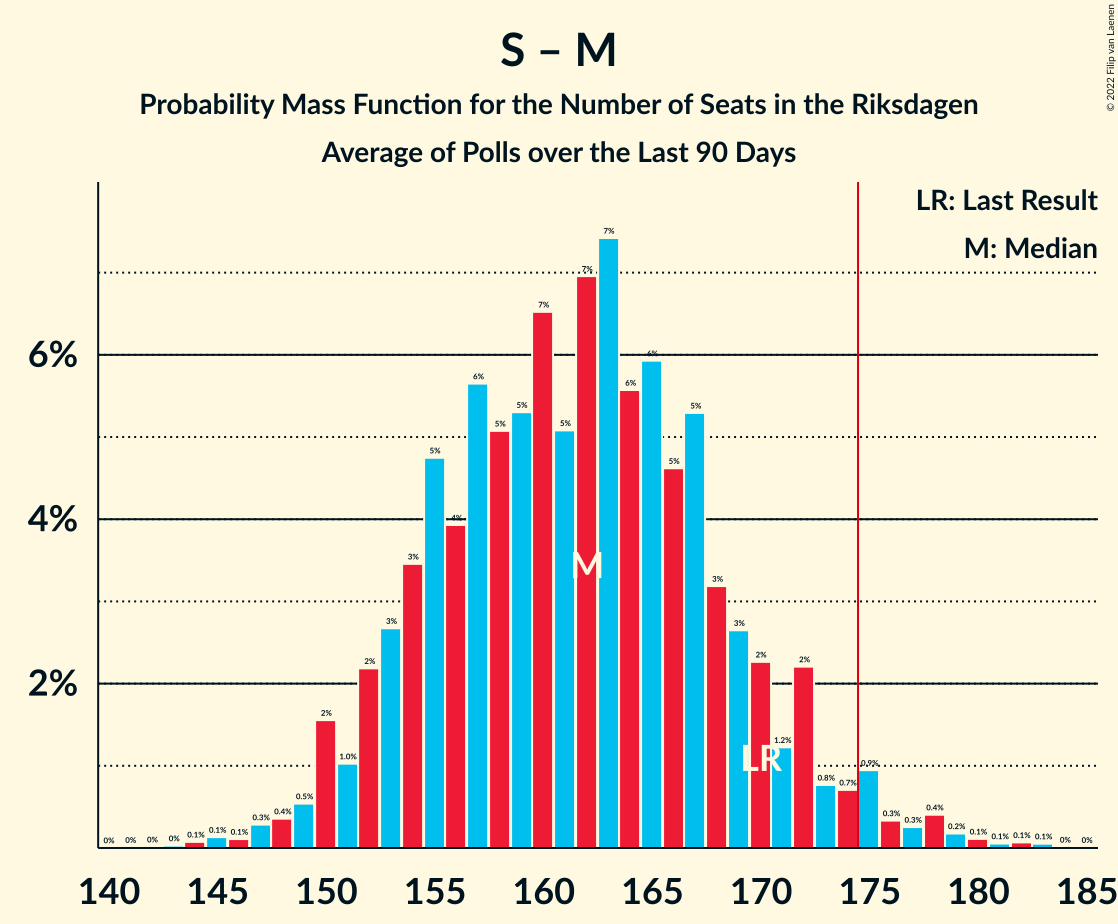 S – M
Probability Mass Function for the Number of Seats in the Riksdagen
Average of Polls over the Last 90 Days
© 2022 Filip van Laenen
LR: Last Result
M: Median
6%
4%
2%
0% 0% 0% 0% 0.1% 0.1% 0.1% 0.3% 0.4% 0.5% 2% 1.0% 2% 3% 3% 5% 4% 6% 5% 5% 7% 5% 7% 7% 6% 6% 5% 5% 3% 3% 2% 1.2% 2% 0.8% 0.7% 0.9% 0.3% 0.3% 0.4% 0.2% 0.1% 0.1% 0.1% 0.1% 0% 0%
M
LR
140 145 150 155 160 165 170 175 180 185